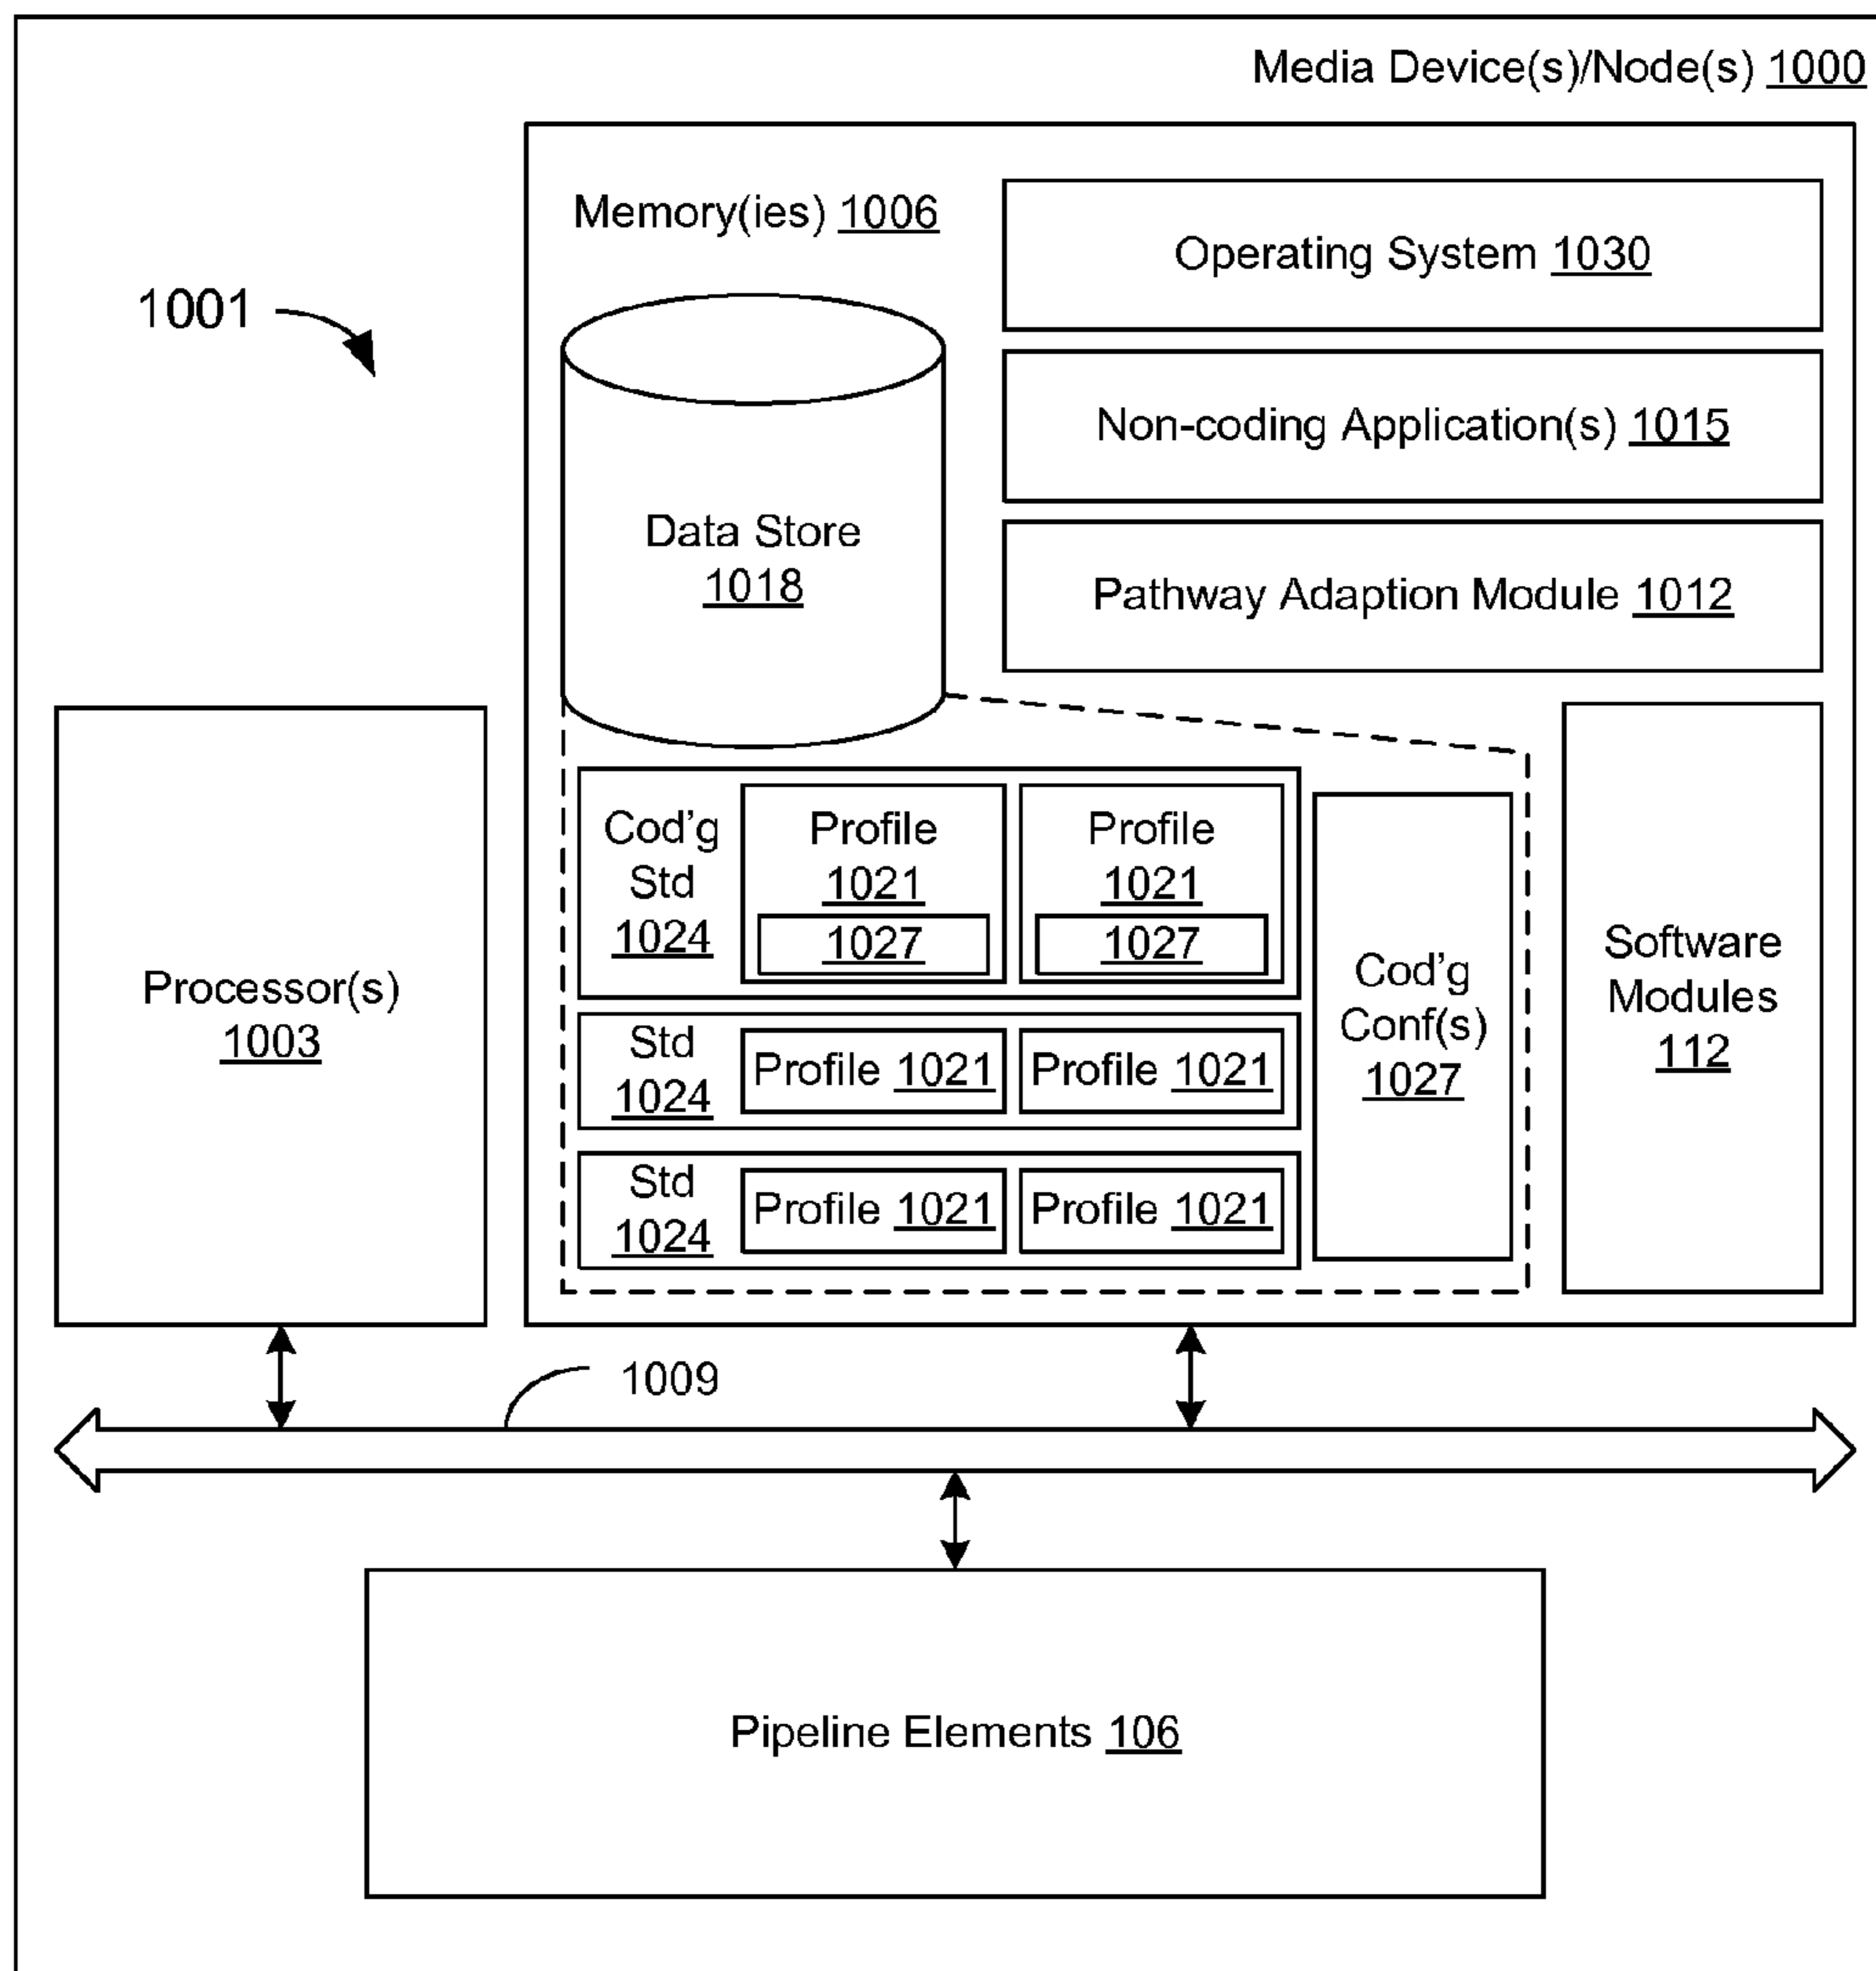 Media Device(s)/Node(s) 1000
Memory(ies) 1006
Operating System 1030
1001
Non-coding Application(s) 1015
Data Store
1018
Pathway Adaption Module 1012
Processor(s)
1003
Cod'g
Std
1024
Profile
1021
1027
Profile
1021
1027
Std
1024
Profile 1021
Profile 1021
Std
1024
Profile 1021
Profile 1021
Cod'g
Conf(s)
1027
Software
Modules
112
1009
Pipeline Elements 106